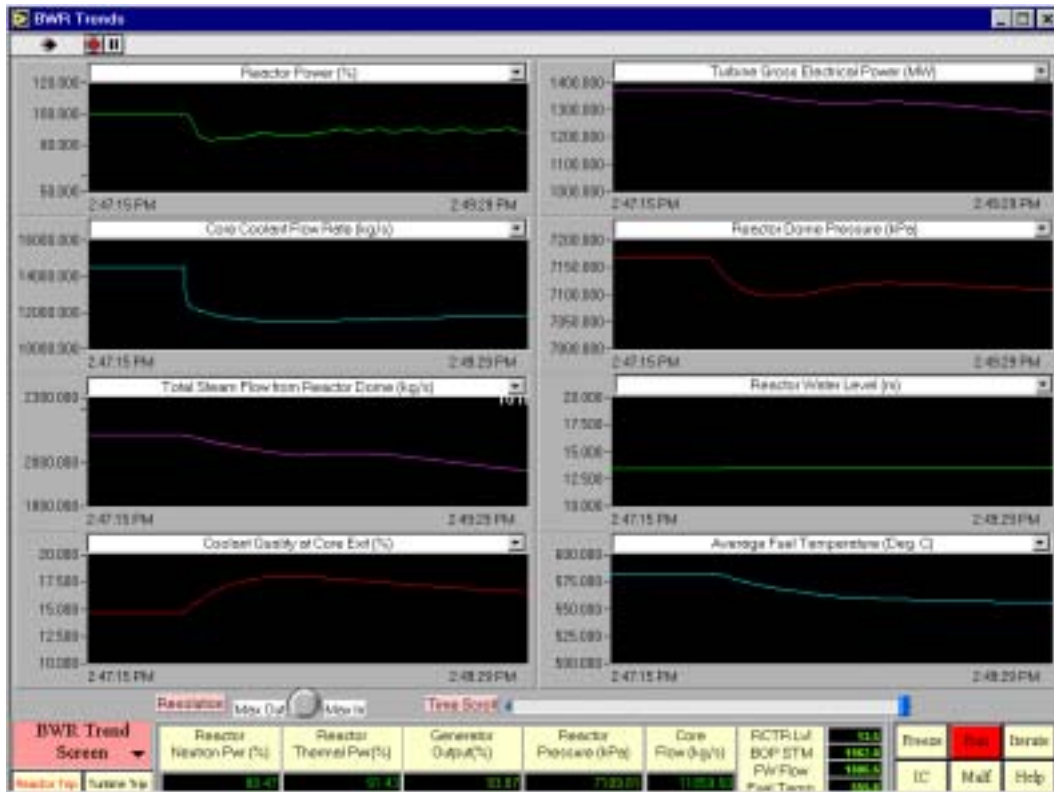 BWR Trends
Reactor Power (%)
120.000
100.000
80.000
50.000
2:47:15 PM
2:49:29 PM
Turbine Gross Electrical Power (MW)
1400.000
1300.000
1200.000
1100.000
1000.000
2:47:15 PM
2:49:29 PM
Core Coolant Flow Rate (kg/s)
16000.000
14000.000
12000.000
10000.000
2:47:15 PM
2:49:29 PM
Reactor Dome Pressure (kPa)
7200.000
7150.000
7100.000
7050.000
7000.000
2:47:15 PM
2:49:29 PM
Total Steam Flow from Reactor Dome (kg/s)
2300.000
2000.000
1800.000
2:47:15 PM
2:49:29 PM
Reactor Water Level (m)
20.000
17.500
15.000
12.500
10.000
2:47:15 PM
2:49:29 PM
Coolant Quality at Core Exit (%)
20.000
17.500
15.000
12.500
10.000
2:47:15 PM
2:49:29 PM
Average Fuel Temperature (Deg. C)
600.000
575.000
550.000
525.000
500.000
2:47:15 PM
2:49:29 PM
Resolution
Max Out
Max In
Time Scroll
BWR Trend
Screen
Reactor Neutron Pwr (%)
Reactor Thermal Pwr(%)
Generator Output(%)
Reactor Pressure (kPa)
Core Flow (kg/s)
RCTR Lvl
BOP STM
FW Flow
Fuel Temp
Freeze
Run
Iterate
Reactor Trip
Turbine Trip
IC
Malf
Help